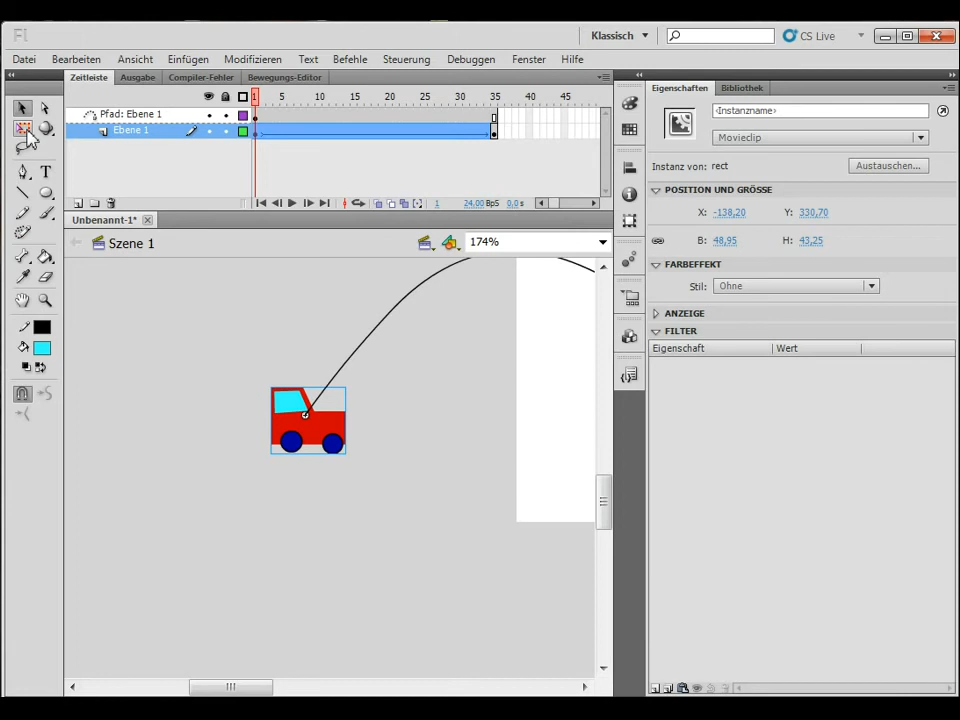 Fl
Klassisch
CS Live
Datei Bearbeiten Ansicht Einfügen Modifizieren Text Befehle Steuerung Debuggen Fenster Hilfe
Zeitleiste Ausgabe Compiler-Fehler Bewegungs-Editor
1 5 10 15 20 25 30 35 40 45
Pfad: Ebene 1
Ebene 1
1 24,00 BpS 0,0 s
Unbenannt-1*
Szene 1
174%
T
Eigenschaften Bibliothek
<Instanzname>
Movieclip
Instanz von: rect
Austauschen...
POSITION UND GRÖSSE
X: -138,20 Y: 330,70
B: 48,95 H: 43,25
FARBEFFEKT
Stil: Ohne
ANZEIGE
FILTER
Eigenschaft Wert